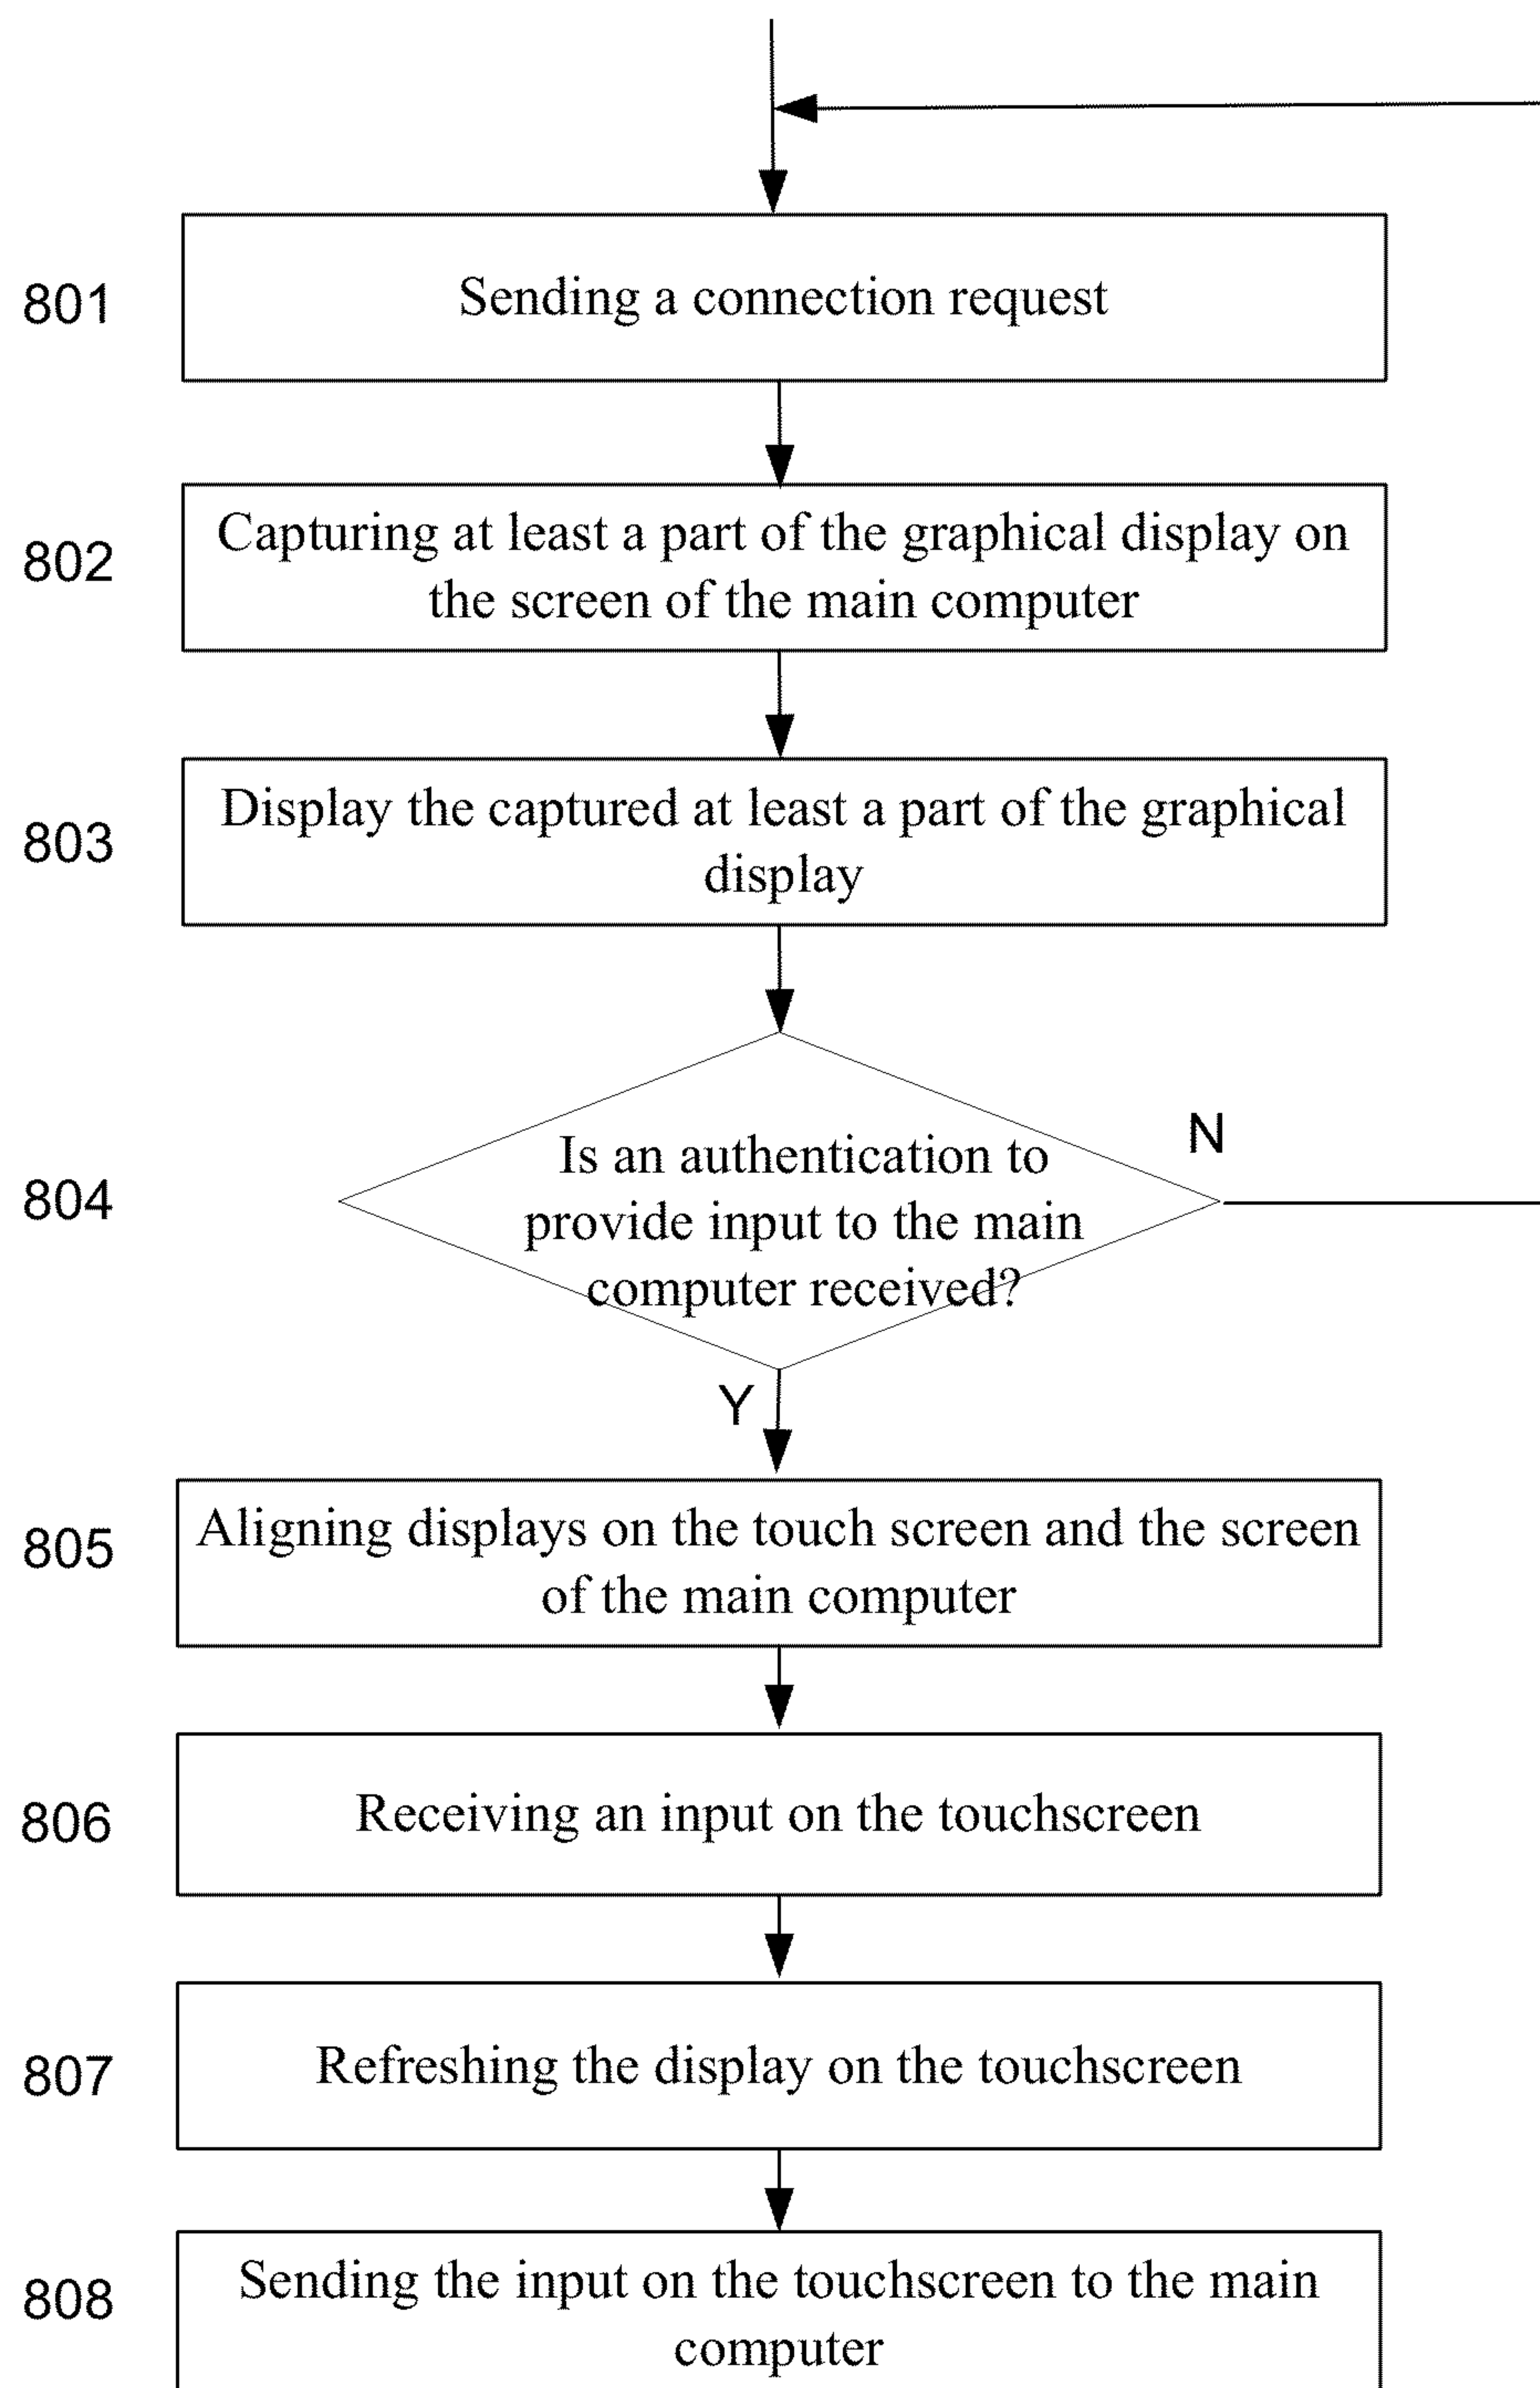 801
Sending a connection request
802
Capturing at least a part of the graphical display on
the screen of the main computer
803
Display the captured at least a part of the graphical
display
804
Is an authentication to
provide input to the main
computer received?
N
Y
805
Aligning displays on the touch screen and the screen
of the main computer
806
Receiving an input on the touchscreen
807
Refreshing the display on the touchscreen
808
Sending the input on the touchscreen to the main
computer